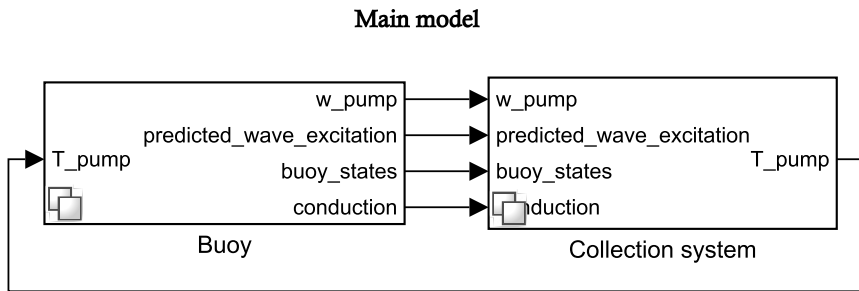 Main model
w_pump
predicted_wave_excitation
buoy_states
conduction
T_pump
Buoy
w_pump
predicted_wave_excitation
buoy_states
nduction
T_pump
Collection system